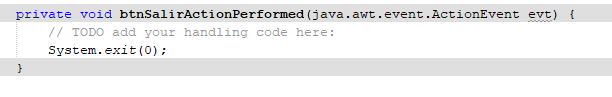 private void btnSalirActionPerformed(java.awt.event.ActionEvent evt) {
// TODO add your handling code here:
System.exit(0);
}